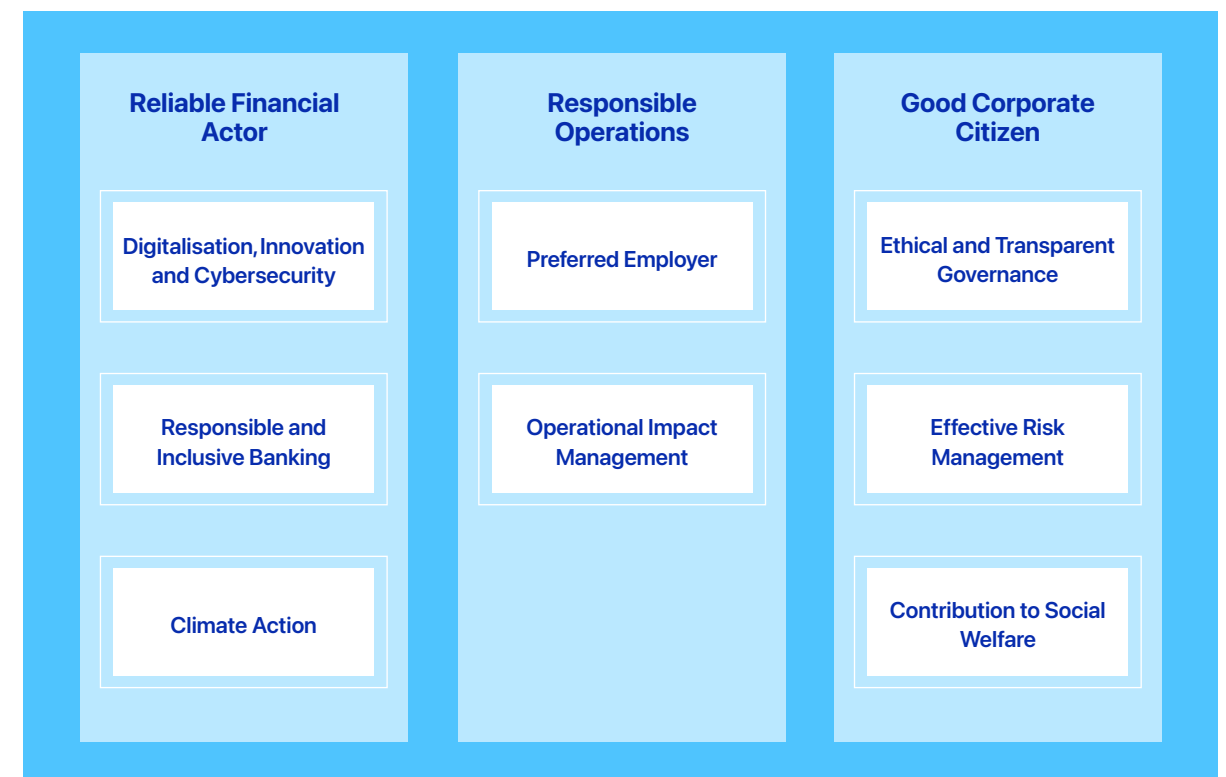 Reliable Financial
Actor
Digitalisation, Innovation
and Cybersecurity
Responsible and
Inclusive Banking
Climate Action
Responsible
Operations
Preferred Employer
Operational Impact
Management
Good Corporate
Citizen
Ethical and Transparent
Governance
Effective Risk
Management
Contribution to Social
Welfare